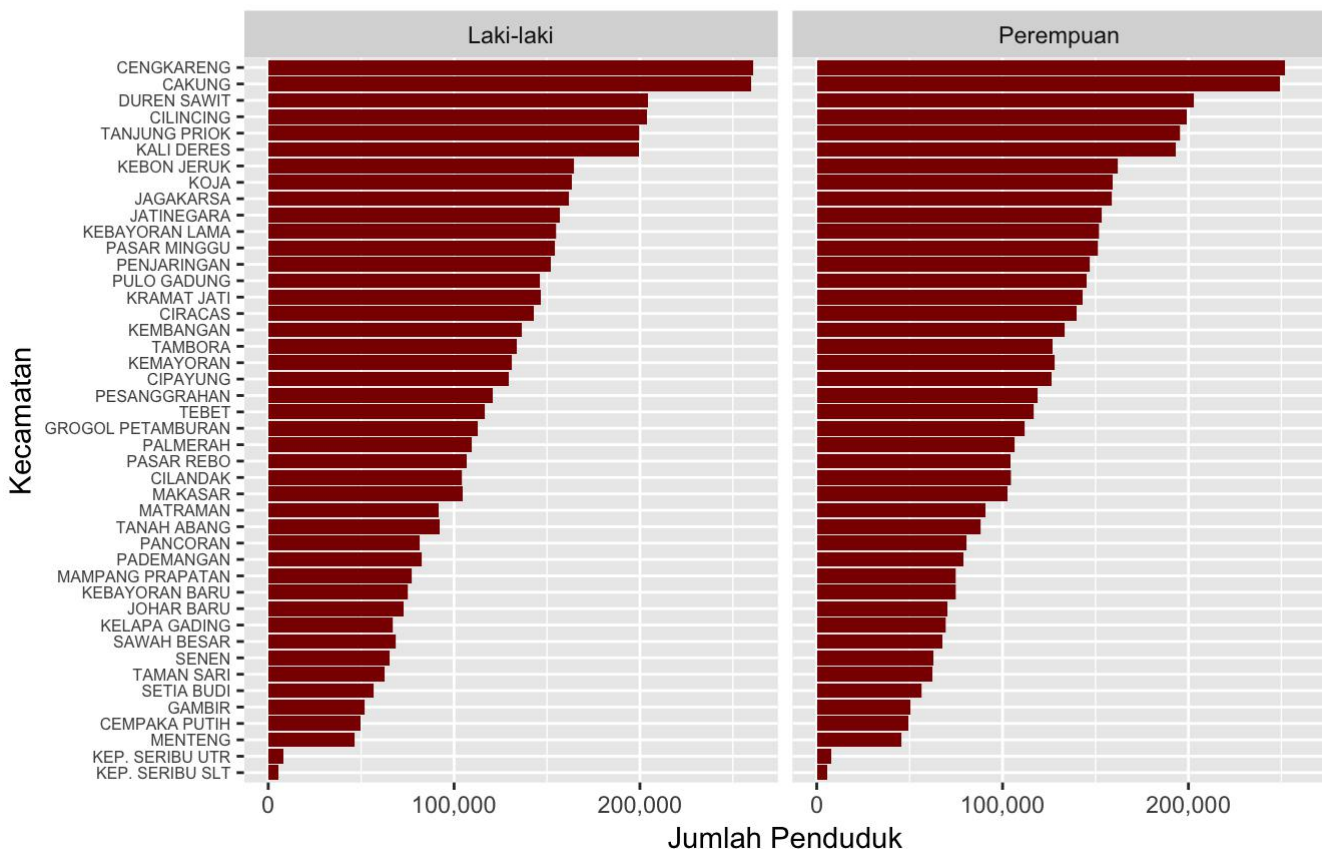 Laki-laki
Perempuan
Kecamatan
CENGKARENG
CAKUNG
DUREN SAWIT
CILINCING
TANJUNG PRIOK
KALI DERES
KEBON JERUK
KOJA
JAGAKARSA
JATINEGARA
KEBAYORAN LAMA
PASAR MINGGU
PENJARINGAN
PULO GADUNG
KRAMAT JATI
CIRACAS
KEMBANGAN
TAMBORA
KEMAYORAN
CIPAYUNG
PESANGGRAHAN
TEBET
GROGOL PETAMBURAN
PALMERAH
PASAR REBO
CILANDAK
MAKASAR
MATRAMAN
TANAH ABANG
PANCORAN
PADEMANGAN
MAMPANG PRAPATAN
KEBAYORAN BARU
JOHAR BARU
KELAPA GADING
SAWAH BESAR
SENEN
TAMAN SARI
SETIA BUDI
GAMBIR
CEMPAKA PUTIH
MENTENG
KEP. SERIBU UTR
KEP. SERIBU SLT
0 100,000 200,000
0 100,000 200,000
Jumlah Penduduk